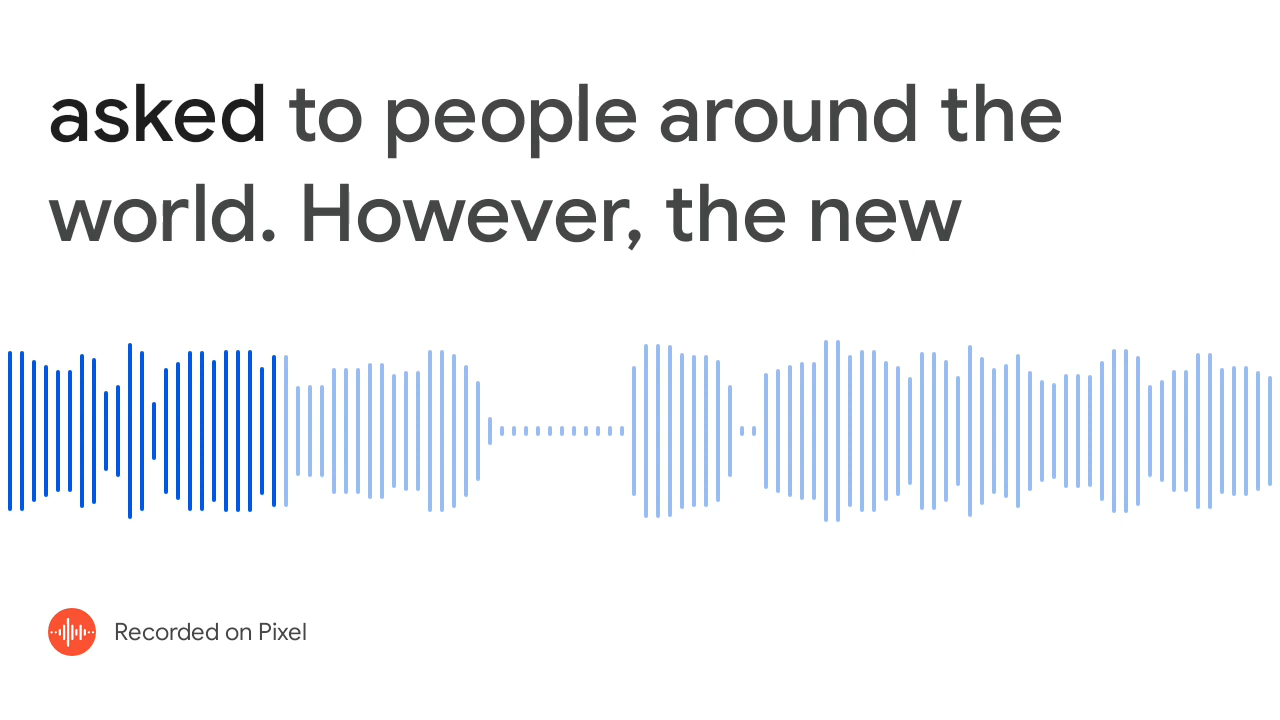 asked to people around the
world. However, the new
Recorded on Pixel